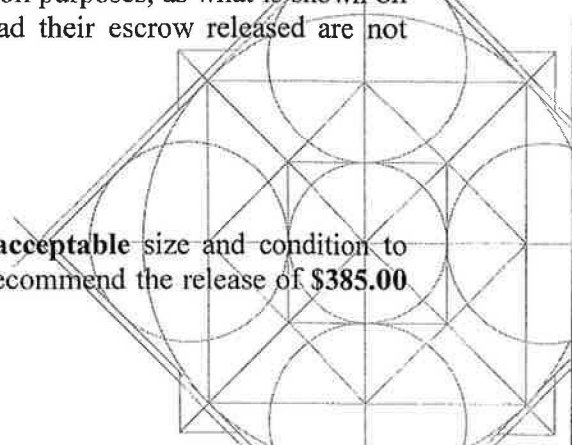 on purposes, as what is shown on
ad their escrow released are not
acceptable size and condition to
ecommend the release of $385.00